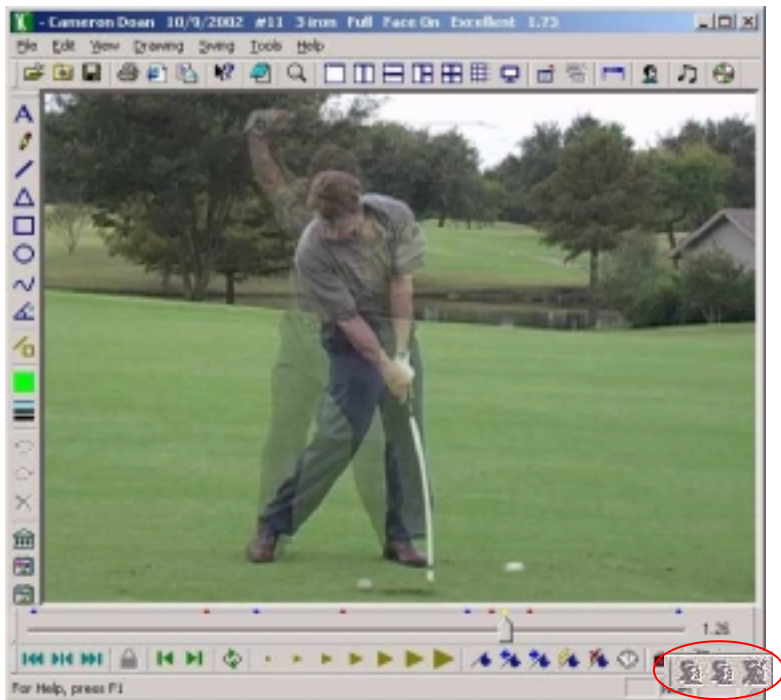 - Cameron Doan 10/9/2002 #11 3 iron Full Face On Excellent 1.73
File Edit View Drawing Swing Tools Help
A
1.26
For Help, press F1